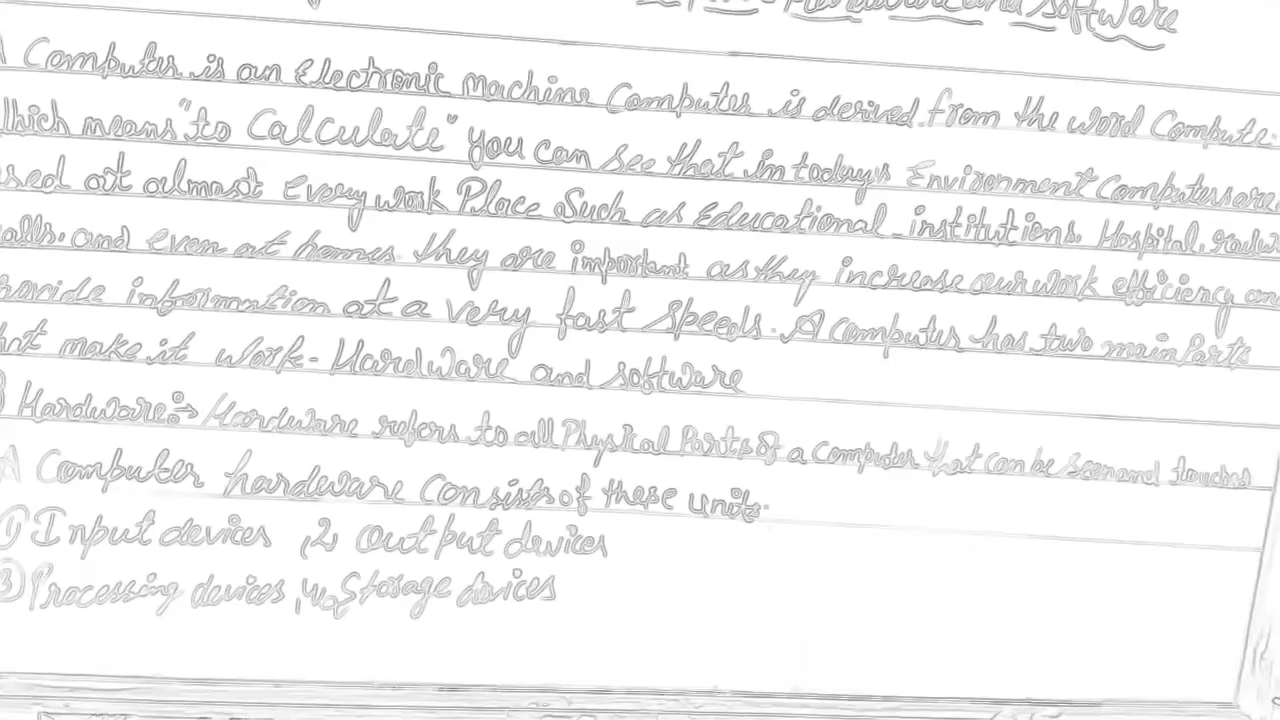 Hardware and Software
A Computer is an Electronic machine Computer is derived from the word Compute.
Which means "to Calculate" you can see that in today's Environment Computers are
used at almost Every work Place Such as Educational institutions, Hospital,
and even at homes. they are important as they increase our work efficiency and
Provide information at a very fast Speeds. A Computer has two main Parts
that make it work - Hardware and Software
Hardware:→ Hardware refers to all Physical Parts of a Computer that can be seen and touched
A Computer hardware Consists of these units.
① Input devices , 2, Output devices
③ Processing devices , Storage devices